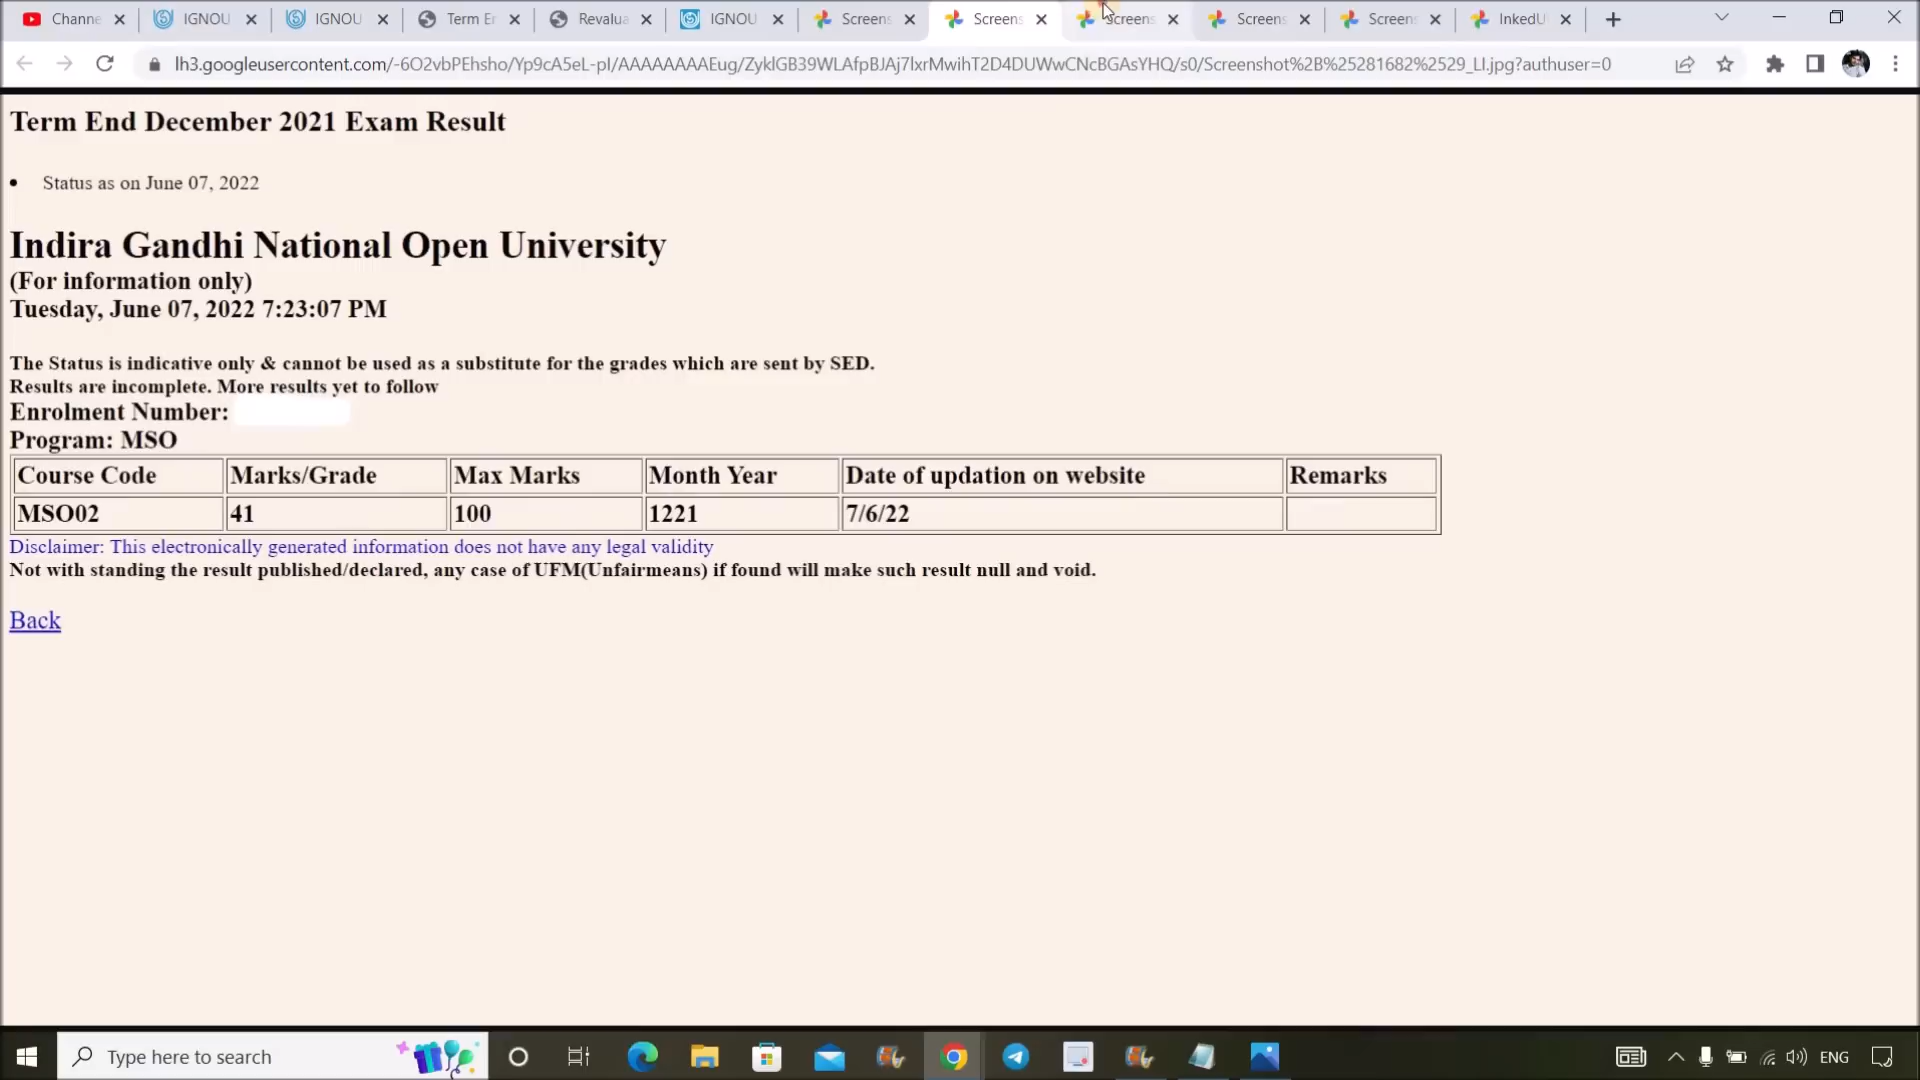 Channe
IGNOU
IGNOU
Term En
Revalua
IGNOU
Screens
Screens
Screens
Screens
Screens
InkedU
lh3.googleusercontent.com/-6O2vbPEhsho/Yp9cA5eL-pI/AAAAAAAAEug/ZyklGB39WLAfpBJAj7lxrMwihT2D4DUWwCNcBGAsYHQ/s0/Screenshot%2B%25281682%2529_LI.jpg?authuser=0
Term End December 2021 Exam Result
• Status as on June 07, 2022
Indira Gandhi National Open University
(For information only)
Tuesday, June 07, 2022 7:23:07 PM
The Status is indicative only & cannot be used as a substitute for the grades which are sent by SED.
Results are incomplete. More results yet to follow
Enrolment Number:
Program: MSO
Course Code Marks/Grade Max Marks Month Year Date of updation on website Remarks
MSO02 41 100 1221 7/6/22
Disclaimer: This electronically generated information does not have any legal validity
Not with standing the result published/declared, any case of UFM(Unfairmeans) if found will make such result null and void.
Back
Type here to search
ENG